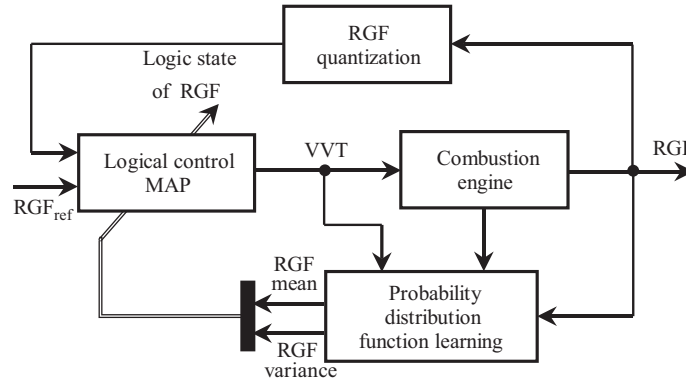 RGF
quantization
Logic state
of RGF
Logical control
MAP
VVT
Combustion
engine
RGF
RGF_ref
RGF
mean
Probability
distribution
function learning
RGF
variance